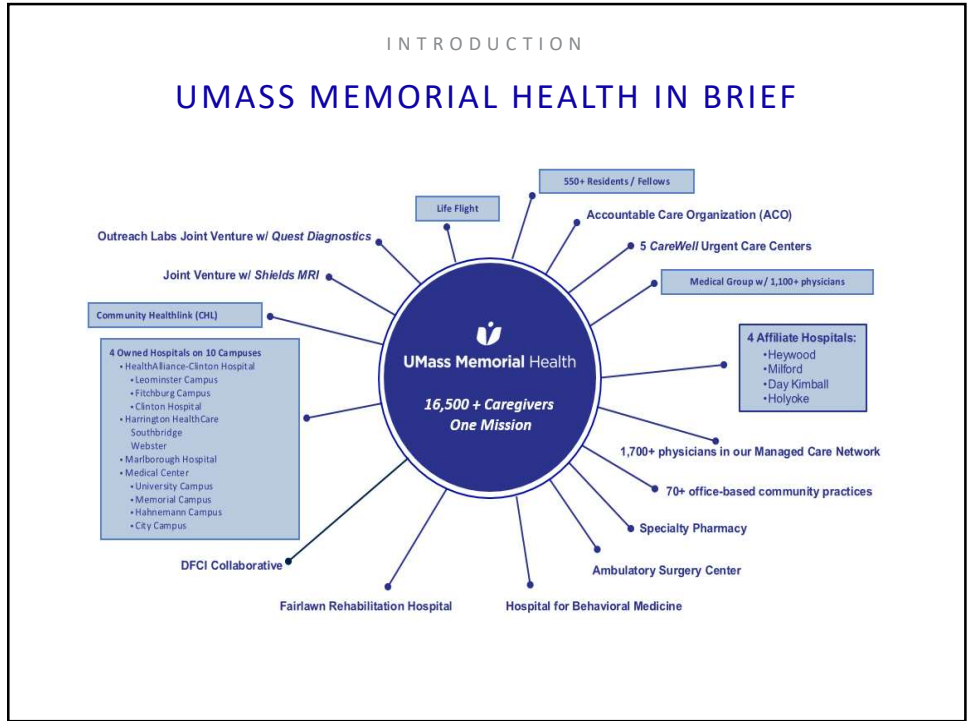 INTRODUCTION
UMASS MEMORIAL HEALTH IN BRIEF
550+ Residents / Fellows
Life Flight
Accountable Care Organization (ACO)
Outreach Labs Joint Venture w/ Quest Diagnostics
5 CareWell Urgent Care Centers
Joint Venture w/ Shields MRI
Medical Group w/ 1,100+ physicians
Community Healthlink (CHL)
4 Owned Hospitals on 10 Campuses
• HealthAlliance-Clinton Hospital
• Leominster Campus
• Fitchburg Campus
• Clinton Hospital
• Harrington HealthCare
Southbridge
Webster
• Marlborough Hospital
• Medical Center
• University Campus
• Memorial Campus
• Hahnemann Campus
• City Campus
UMass Memorial Health
16,500 + Caregivers
One Mission
4 Affiliate Hospitals:
•Heywood
•Milford
•Day Kimball
•Holyoke
1,700+ physicians in our Managed Care Network
70+ office-based community practices
Specialty Pharmacy
DFCI Collaborative
Ambulatory Surgery Center
Fairlawn Rehabilitation Hospital
Hospital for Behavioral Medicine